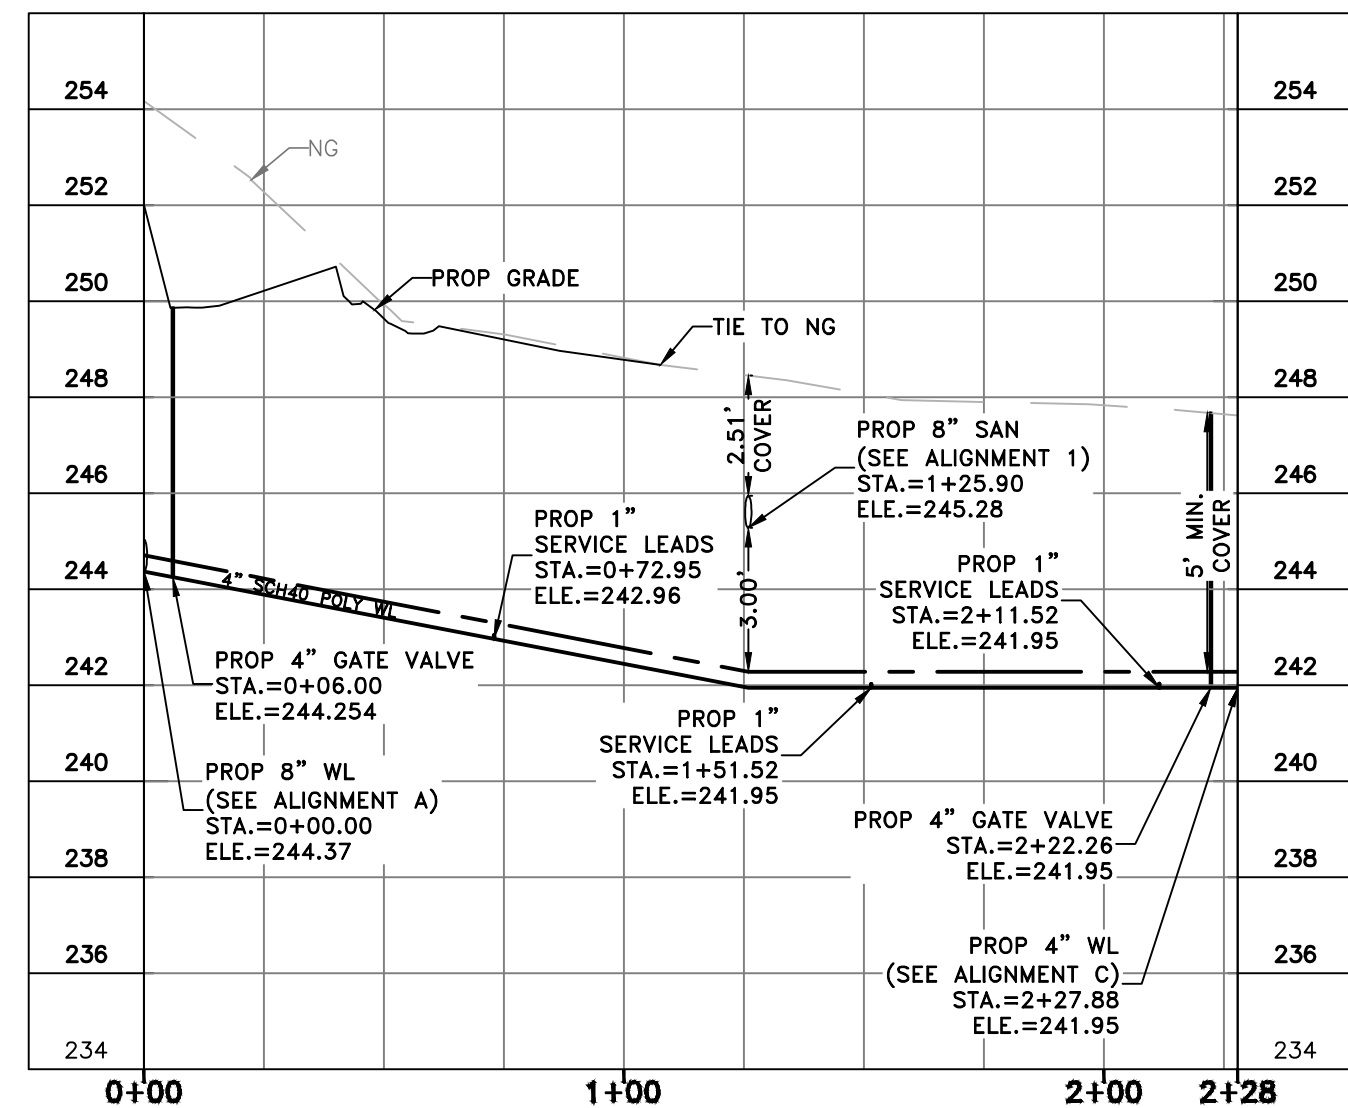 254
254
NG
252
252
PROP GRADE
250
250
TIE TO NG
248
248
2.51'
COVER
PROP 8" SAN
(SEE ALIGNMENT 1)
STA.=1+25.90
ELE.=245.28
246
246
5' MIN.
COVER
PROP 1"
SERVICE LEADS
STA.=0+72.95
ELE.=242.96
PROP 1"
SERVICE LEADS
STA.=2+11.52
ELE.=241.95
244
244
4" SCH40 POLY WL
3.00'
242
242
PROP 4" GATE VALVE
STA.=0+06.00
ELE.=244.254
PROP 1"
SERVICE LEADS
STA.=1+51.52
ELE.=241.95
240
240
PROP 8" WL
(SEE ALIGNMENT A)
STA.=0+00.00
ELE.=244.37
PROP 4" GATE VALVE
STA.=2+22.26
ELE.=241.95
238
238
PROP 4" WL
(SEE ALIGNMENT C)
STA.=2+27.88
ELE.=241.95
236
236
234
234
0+00
1+00
2+00
2+28